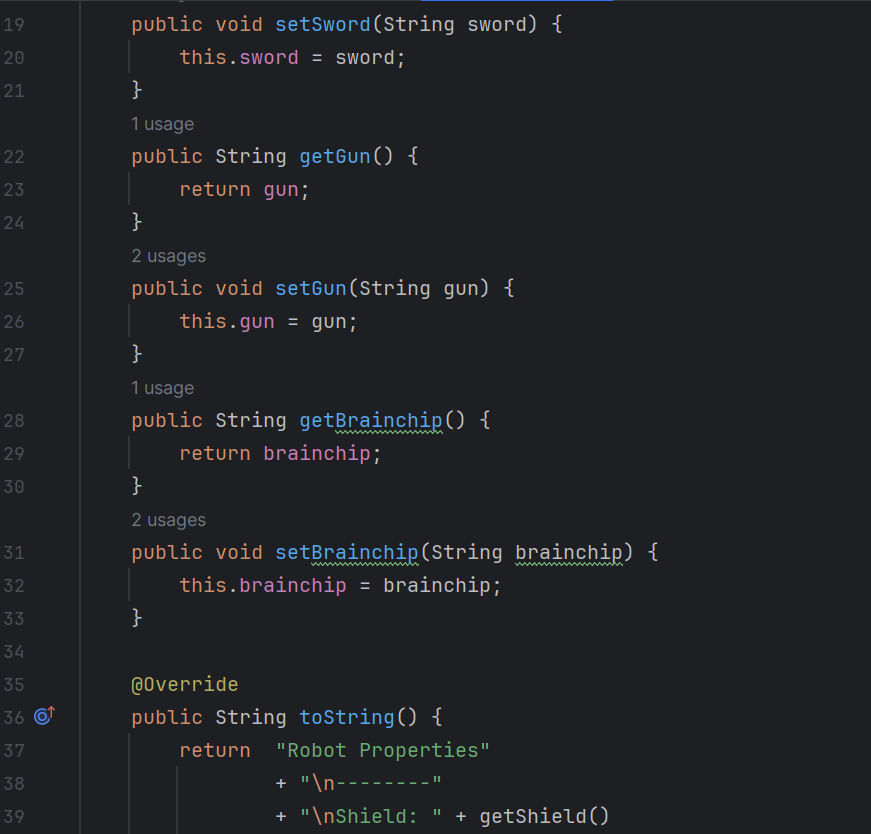 19 public void setSword(String sword) {
20 this.sword = sword;
21 }
1 usage
22 public String getGun() {
23 return gun;
24 }
2 usages
25 public void setGun(String gun) {
26 this.gun = gun;
27 }
1 usage
28 public String getBrainchip() {
29 return brainchip;
30 }
2 usages
31 public void setBrainchip(String brainchip) {
32 this.brainchip = brainchip;
33 }
34
35 @Override
36 public String toString() {
37 return  "Robot Properties"
38 + "\n--------"
39 + "\nShield: " + getShield()